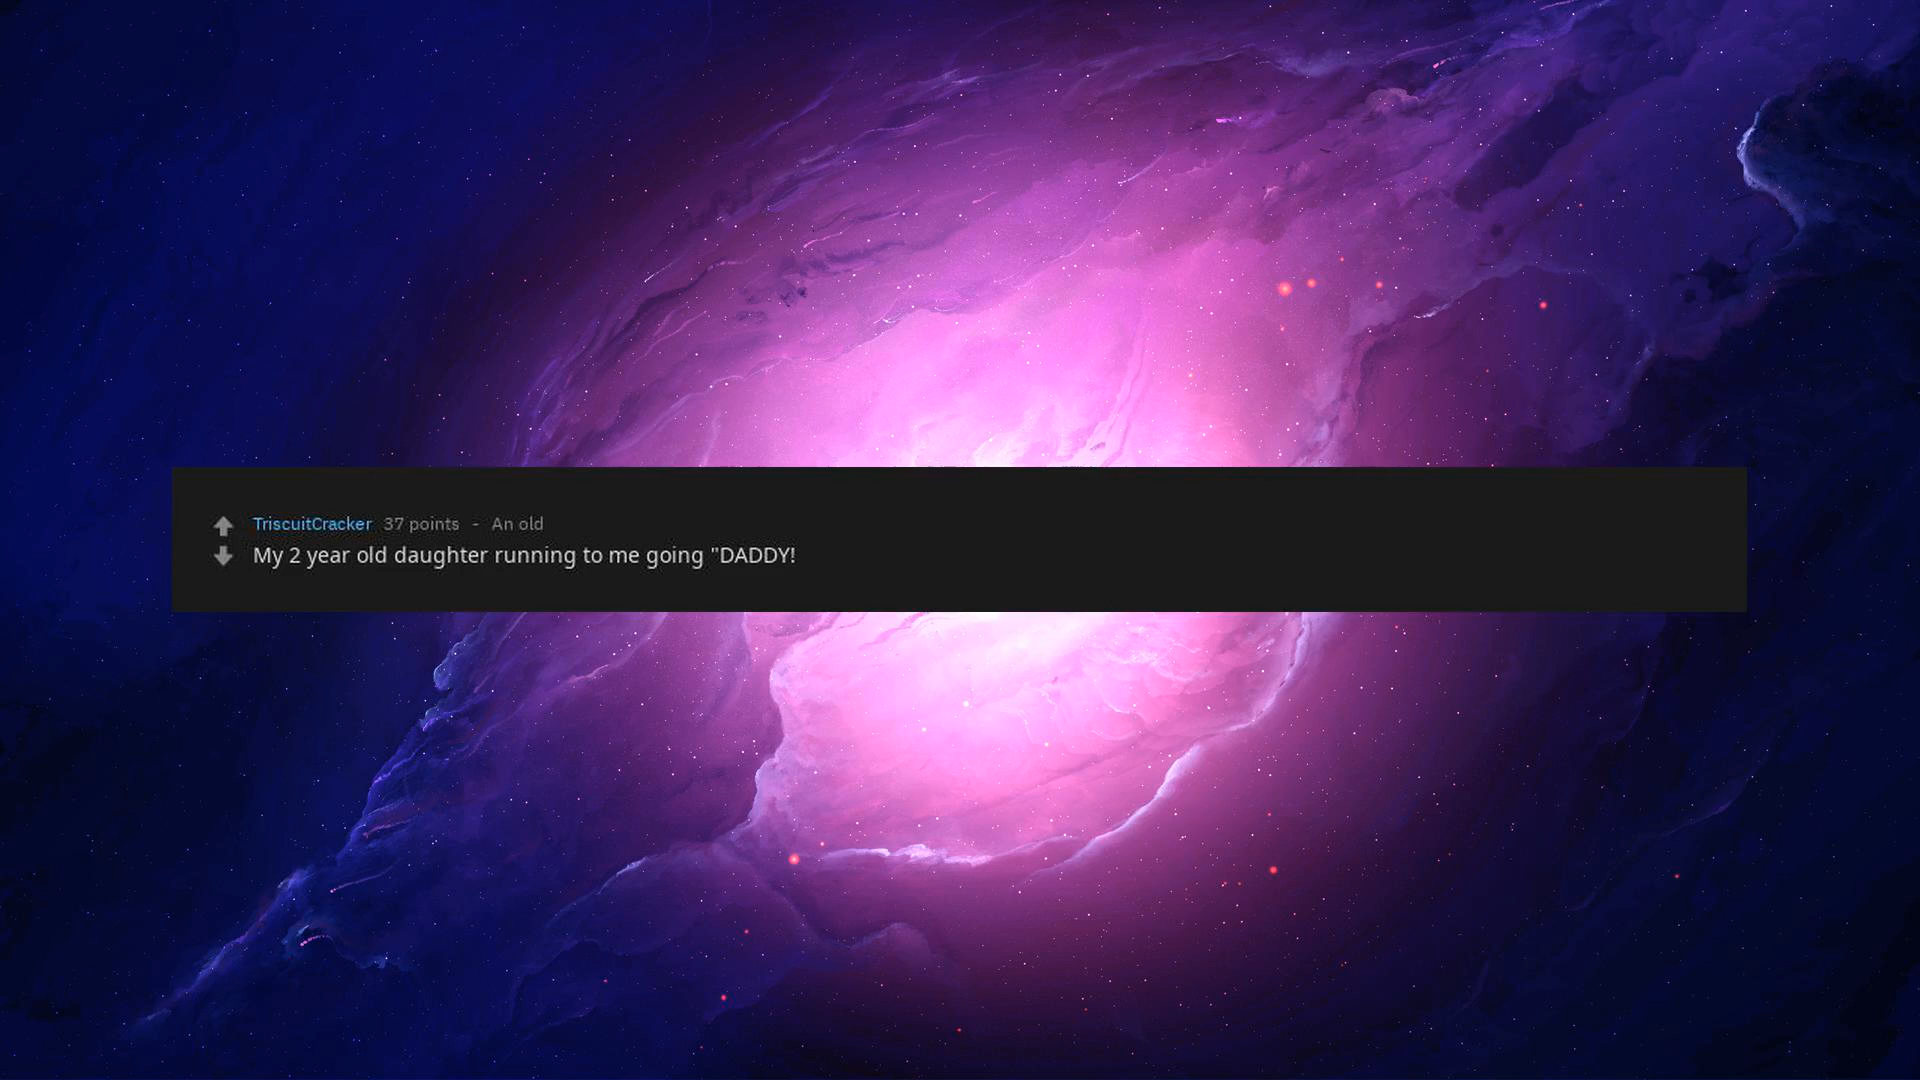 TriscuitCracker 37 points - An old
My 2 year old daughter running to me going "DADDY!